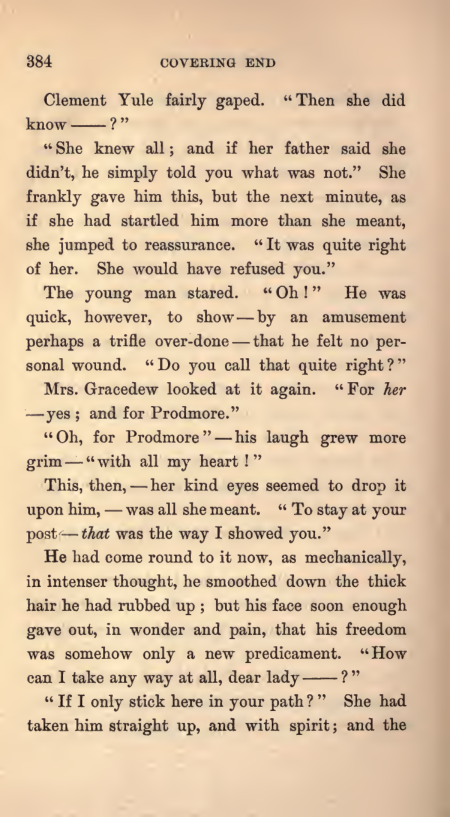 384 COVERING END
Clement Yule fairly gaped. “Then she did
know——?”
“She knew all; and if her father said she
didn’t, he simply told you what was not.” She
frankly gave him this, but the next minute, as
if she had startled him more than she meant,
she jumped to reassurance. “It was quite right
of her. She would have refused you.”
The young man stared. “Oh!” He was
quick, however, to show—by an amusement
perhaps a trifle over-done—that he felt no per-
sonal wound. “Do you call that quite right?”
Mrs. Gracedew looked at it again. “For her
—yes; and for Prodmore.”
“Oh, for Prodmore”—his laugh grew more
grim—“with all my heart!”
This, then,—her kind eyes seemed to drop it
upon him,—was all she meant. “To stay at your
post—that was the way I showed you.”
He had come round to it now, as mechanically,
in intenser thought, he smoothed down the thick
hair he had rubbed up; but his face soon enough
gave out, in wonder and pain, that his freedom
was somehow only a new predicament. “How
can I take any way at all, dear lady——?”
“If I only stick here in your path?” She had
taken him straight up, and with spirit; and the